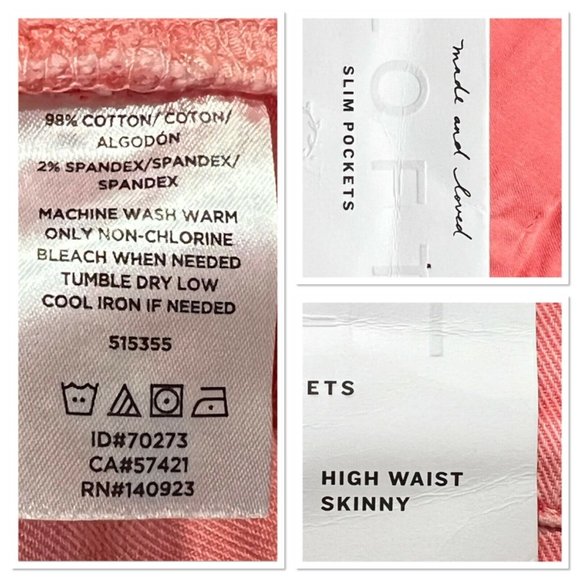 98% COTTON/COTON/
ALGODÓN
2% SPANDEX/SPANDEX/
SPANDEX
MACHINE WASH WARM
ONLY NON-CHLORINE
BLEACH WHEN NEEDED
TUMBLE DRY LOW
COOL IRON IF NEEDED
515355
ID#70273
CA#57421
RN#140923
made and loved
OFT
SLIM POCKETS
ETS
HIGH WAIST
SKINNY